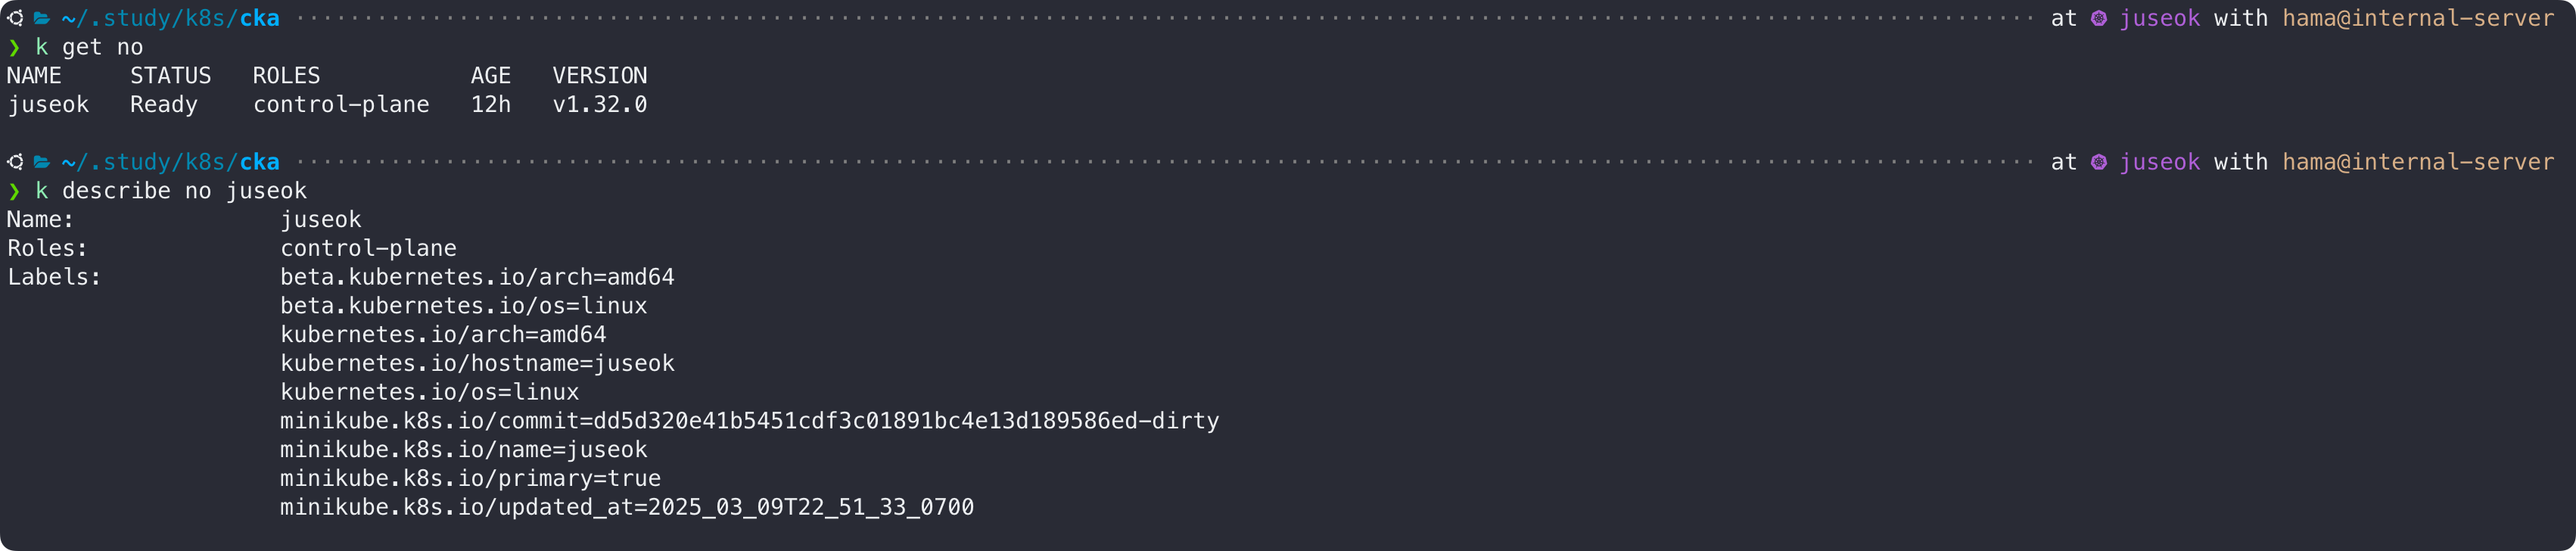 ~/.study/k8s/cka at juseok with hama@internal-server
❯ k get no
NAME STATUS ROLES AGE VERSION
juseok Ready control-plane 12h v1.32.0
~/.study/k8s/cka at juseok with hama@internal-server
❯ k describe no juseok
Name: juseok
Roles: control-plane
Labels: beta.kubernetes.io/arch=amd64
beta.kubernetes.io/os=linux
kubernetes.io/arch=amd64
kubernetes.io/hostname=juseok
kubernetes.io/os=linux
minikube.k8s.io/commit=dd5d320e41b5451cdf3c01891bc4e13d189586ed-dirty
minikube.k8s.io/name=juseok
minikube.k8s.io/primary=true
minikube.k8s.io/updated_at=2025_03_09T22_51_33_0700